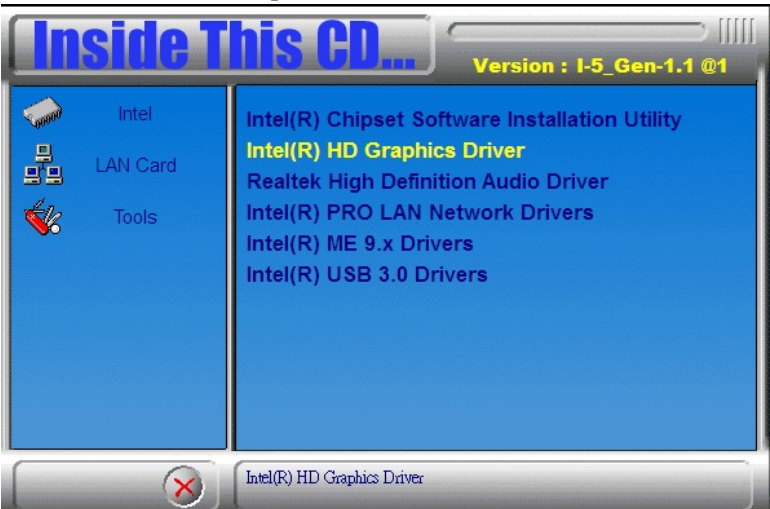 Inside This CD...
Version : I-5_Gen-1.1 @1
Intel
LAN Card
Tools
Intel(R) Chipset Software Installation Utility
Intel(R) HD Graphics Driver
Realtek High Definition Audio Driver
Intel(R) PRO LAN Network Drivers
Intel(R) ME 9.x Drivers
Intel(R) USB 3.0 Drivers
Intel(R) HD Graphics Driver